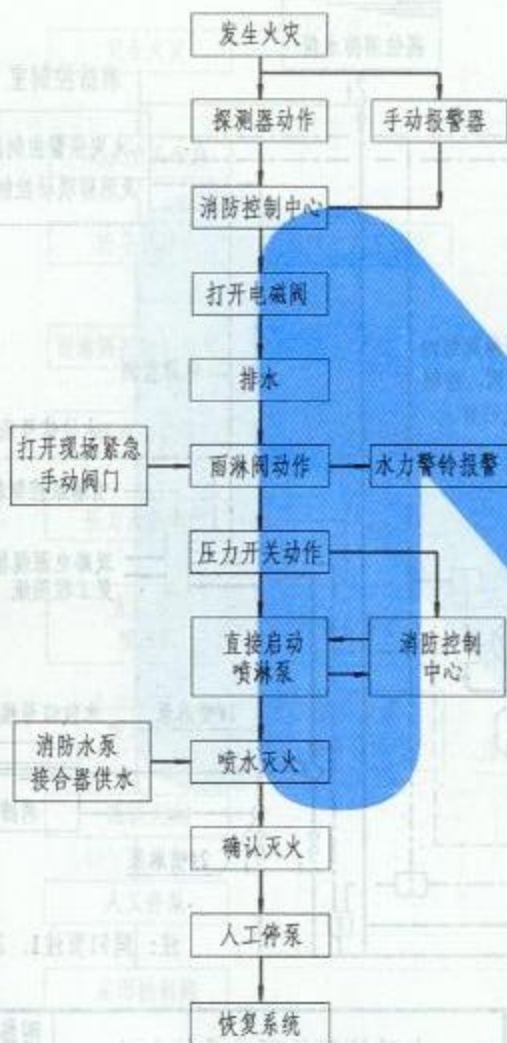 发生火灾
探测器动作
手动报警器
消防控制中心
打开电磁阀
排水
打开现场紧急
手动阀门
雨淋阀动作
水力警铃报警
压力开关动作
直接启动
喷淋泵
消防控制
中心
消防水泵
接合器供水
喷水灭火
确认灭火
人工停泵
恢复系统